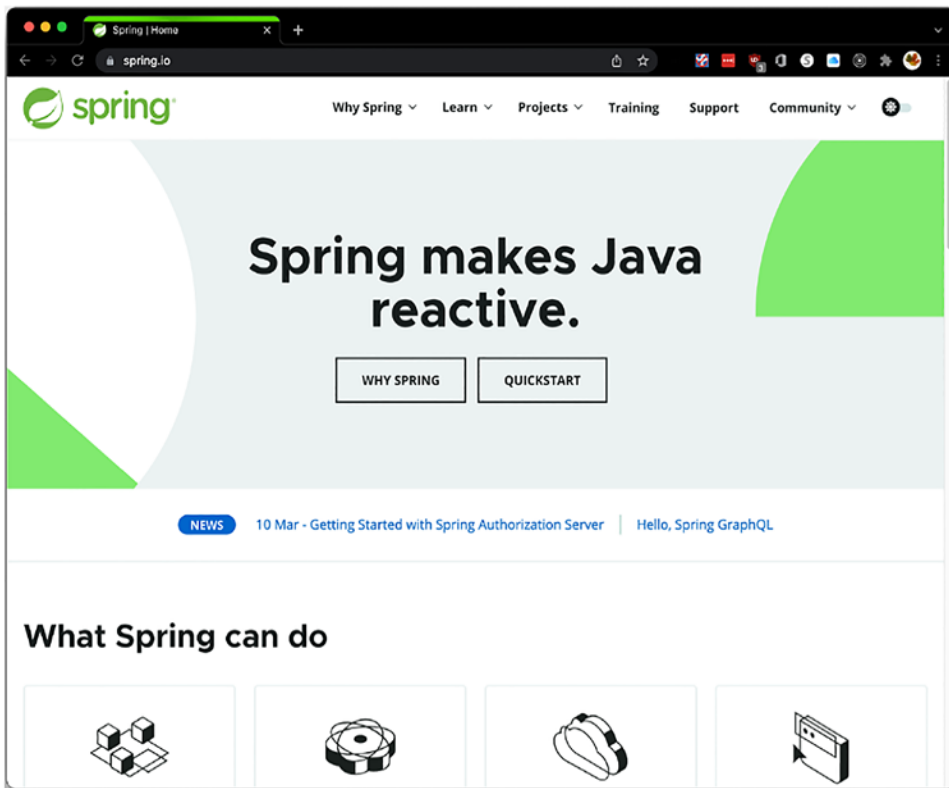 Spring | Home
spring.io
3
spring
Why Spring Learn Projects Training Support Community
Spring makes Java
reactive.
WHY SPRING QUICKSTART
NEWS 10 Mar - Getting Started with Spring Authorization Server Hello, Spring GraphQL
What Spring can do